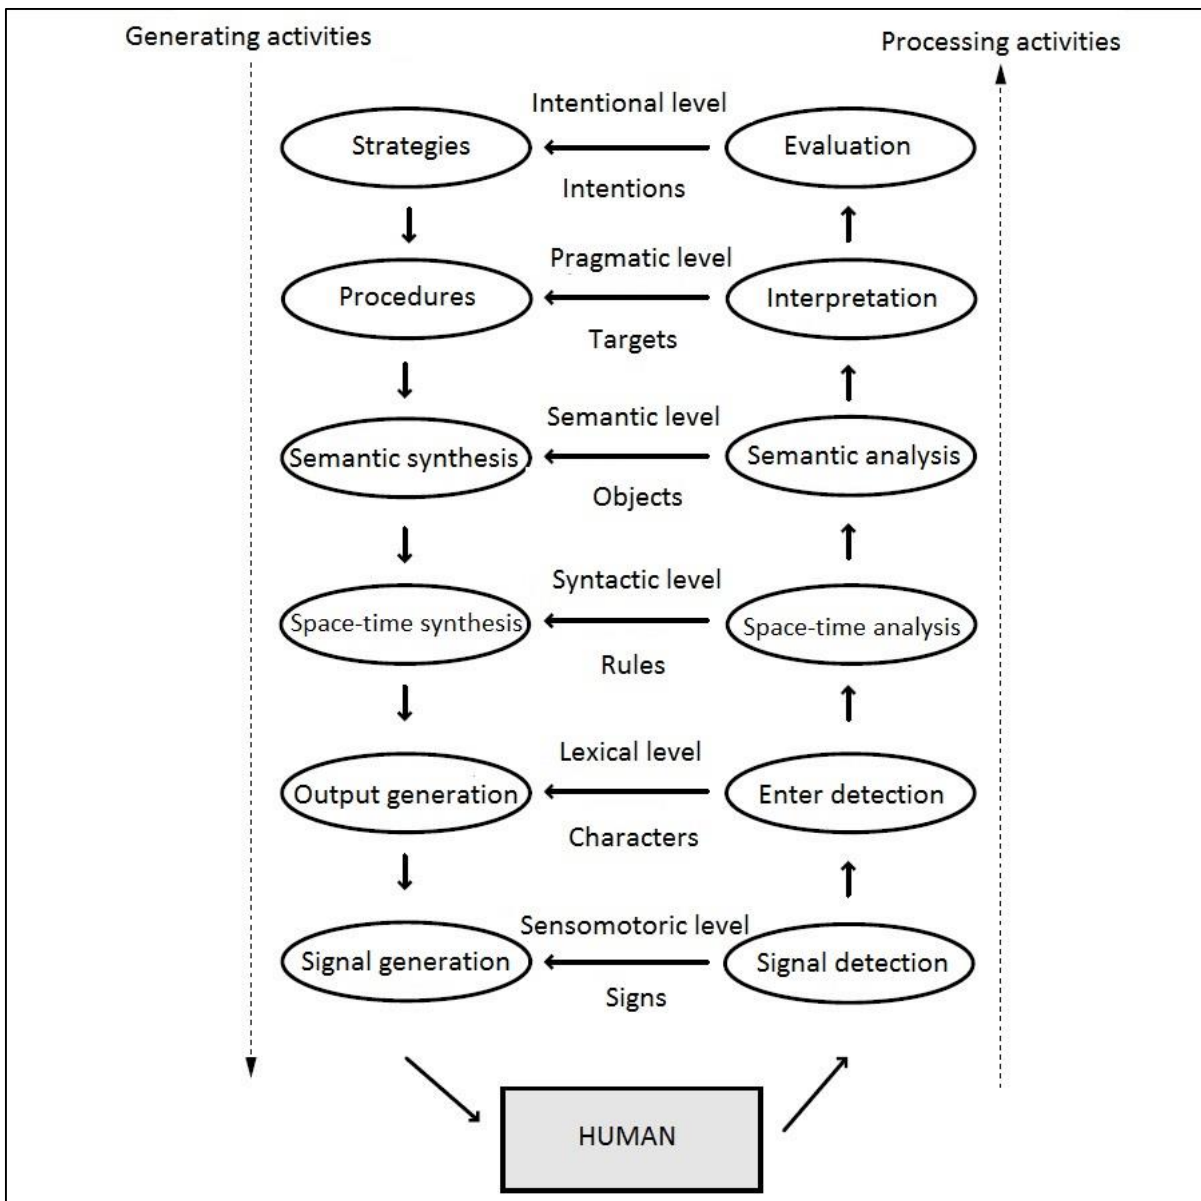 Generating activities
Processing activities
Intentional level
Strategies
Evaluation
Intentions
Pragmatic level
Procedures
Interpretation
Targets
Semantic level
Semantic synthesis
Semantic analysis
Objects
Syntactic level
Space-time synthesis
Space-time analysis
Rules
Lexical level
Output generation
Enter detection
Characters
Sensomotoric level
Signal generation
Signal detection
Signs
HUMAN